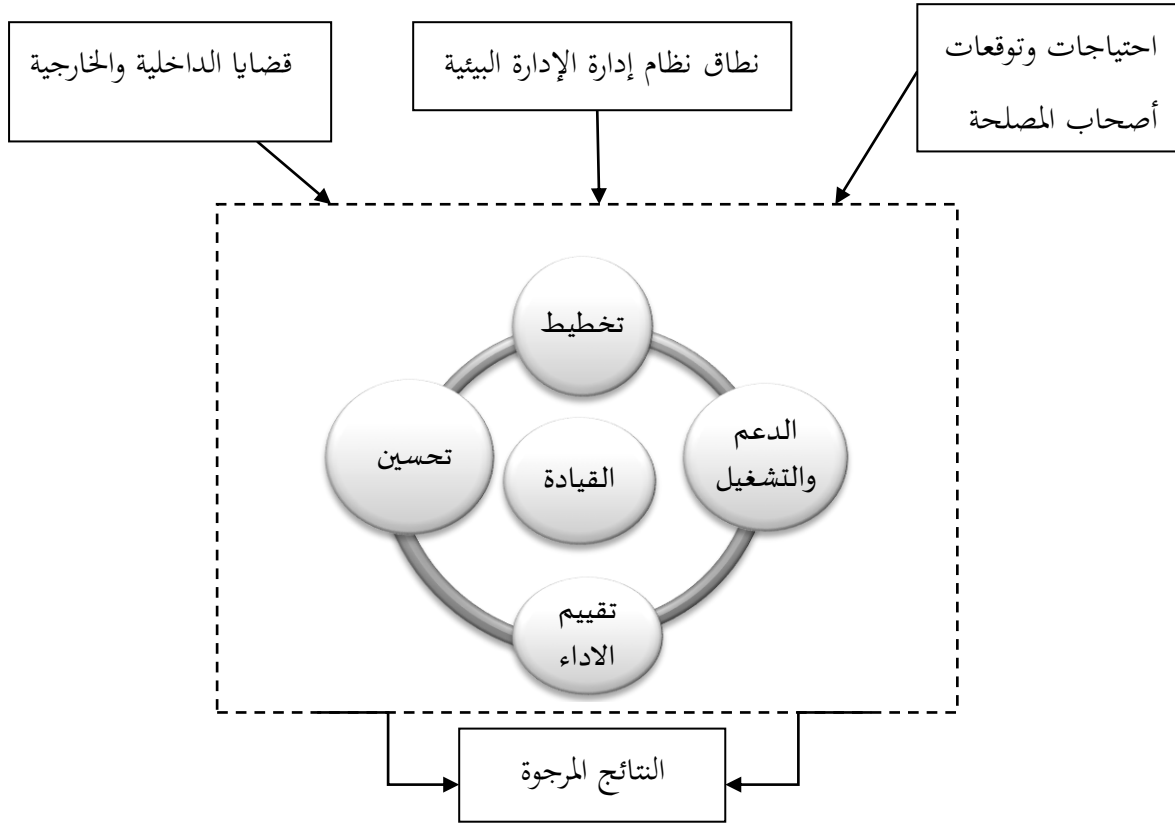 احتياجات وتوقعات
أصحاب المصلحة
نطاق نظام إدارة الإدارة البيئية
قضايا الداخلية والخارجية
تخطيط
الدعم
والتشغيل
القيادة
تحسين
تقييم
الاداء
النتائج المرجوة